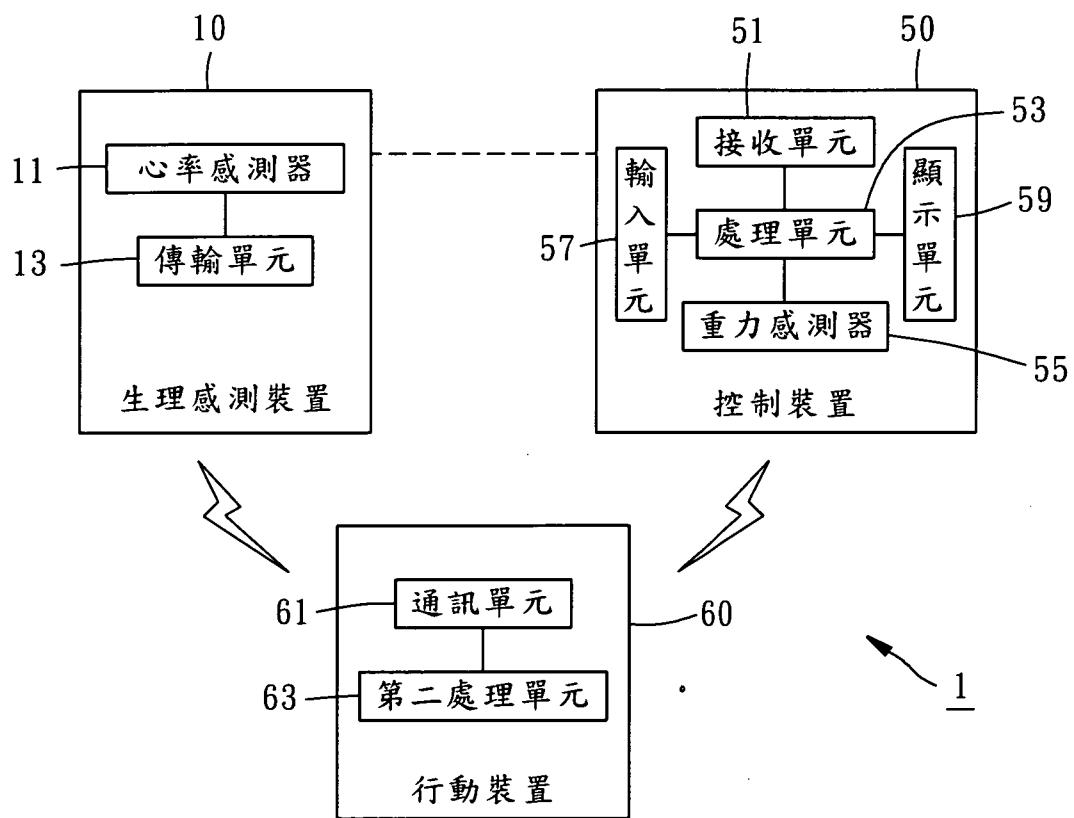 10
11
心率感測器
13
傳輸單元
生理感測裝置
50
51
接收單元
53
處理單元
57
輸入單元
59
顯示單元
重力感測器
55
控制裝置
61
通訊單元
60
63
第二處理單元
行動裝置
1